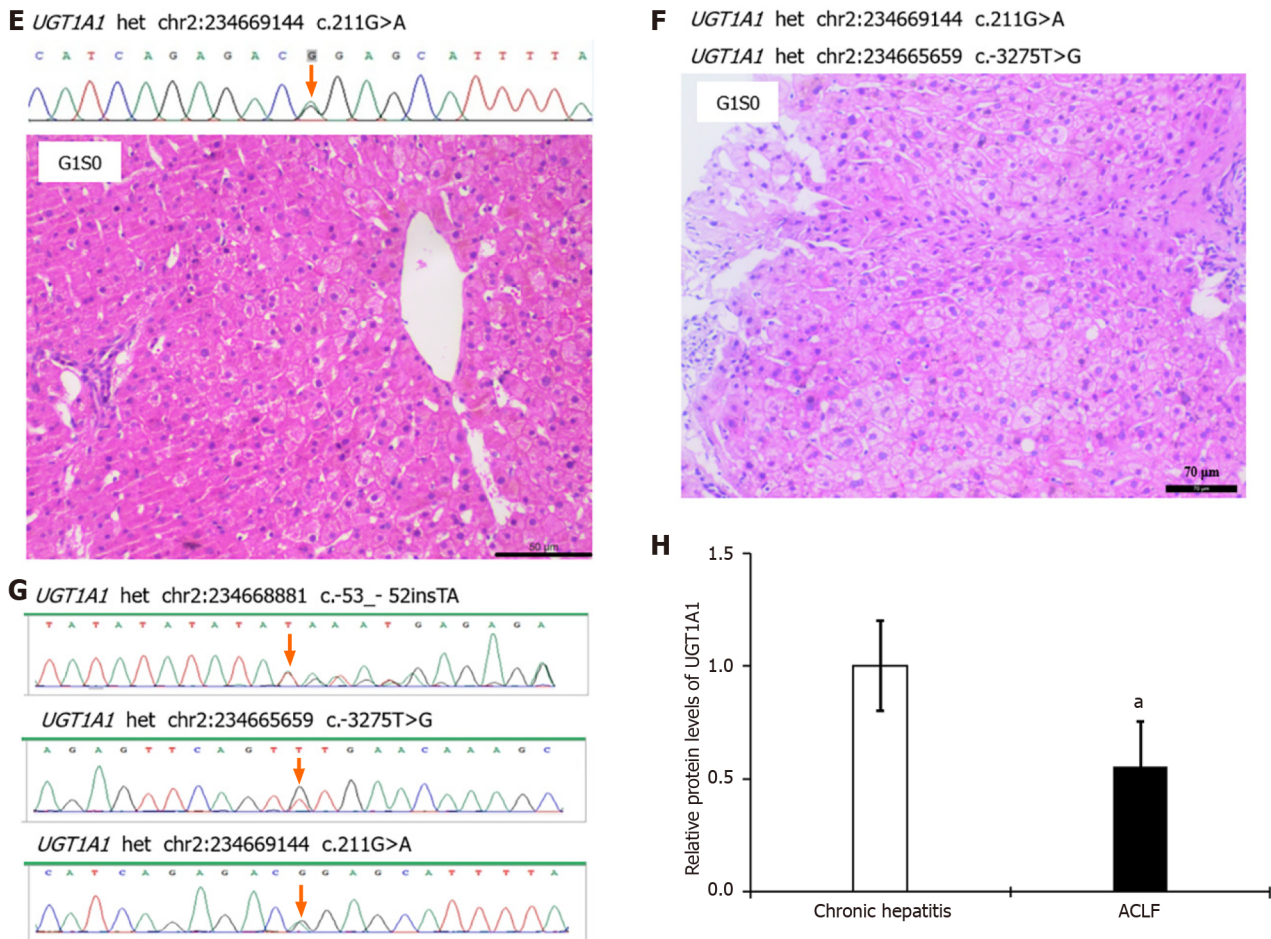 E UGT1A1 het chr2:234669144 c.211G>A
C A T C A G A G A C G G A G C A T T T T A
G1S0
50 μm
F UGT1A1 het chr2:234669144 c.211G>A
UGT1A1 het chr2:234665659 c.-3275T>G
G1S0
70 μm
70 μm
G UGT1A1 het chr2:234668881 c.-53_- 52insTA
T A T A T A T A T A T A A A T G A G A G A
UGT1A1 het chr2:234665659 c.-3275T>G
A G A G T T C A G T T T G A A C A A A G C
UGT1A1 het chr2:234669144 c.211G>A
C A T C A G A G A C G G A G C A T T T T A
H
Relative protein levels of UGT1A1
1.5
1.0
0.5
0.0
a
Chronic hepatitis
ACLF